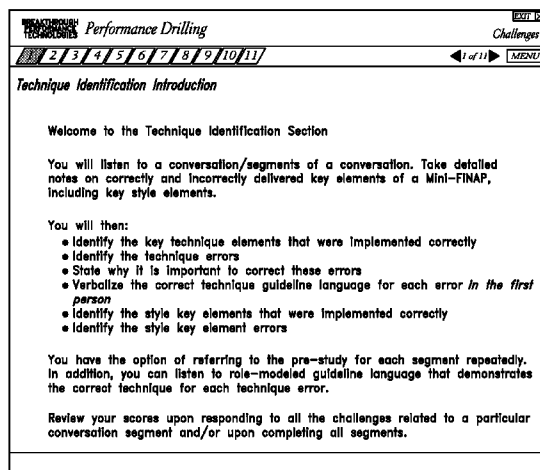 EXIT
BREAKTHROUGH
PERFORMANCE
TECHNOLOGIES
Performance Drilling
Challenges
1 2 3 4 5 6 7 8 9 10 11
1 of 11 MENU
Technique Identification Introduction
Welcome to the Technique Identification Section
You will listen to a conversation/segments of a conversation. Take detailed
notes on correctly and incorrectly delivered key elements of a Mini-FINAP,
including key style elements.
You will then:
• Identify the key technique elements that were implemented correctly
• Identify the technique errors
• State why it is important to correct these errors
• Verbalize the correct technique guideline language for each error in the first
person
• Identify the style key elements that were implemented correctly
• Identify the style key element errors
You have the option of referring to the pre-study for each segment repeatedly.
In addition, you can listen to role-modeled guideline language that demonstrates
the correct technique for each technique error.
Review your scores upon responding to all the challenges related to a particular
conversation segment and/or upon completing all segments.